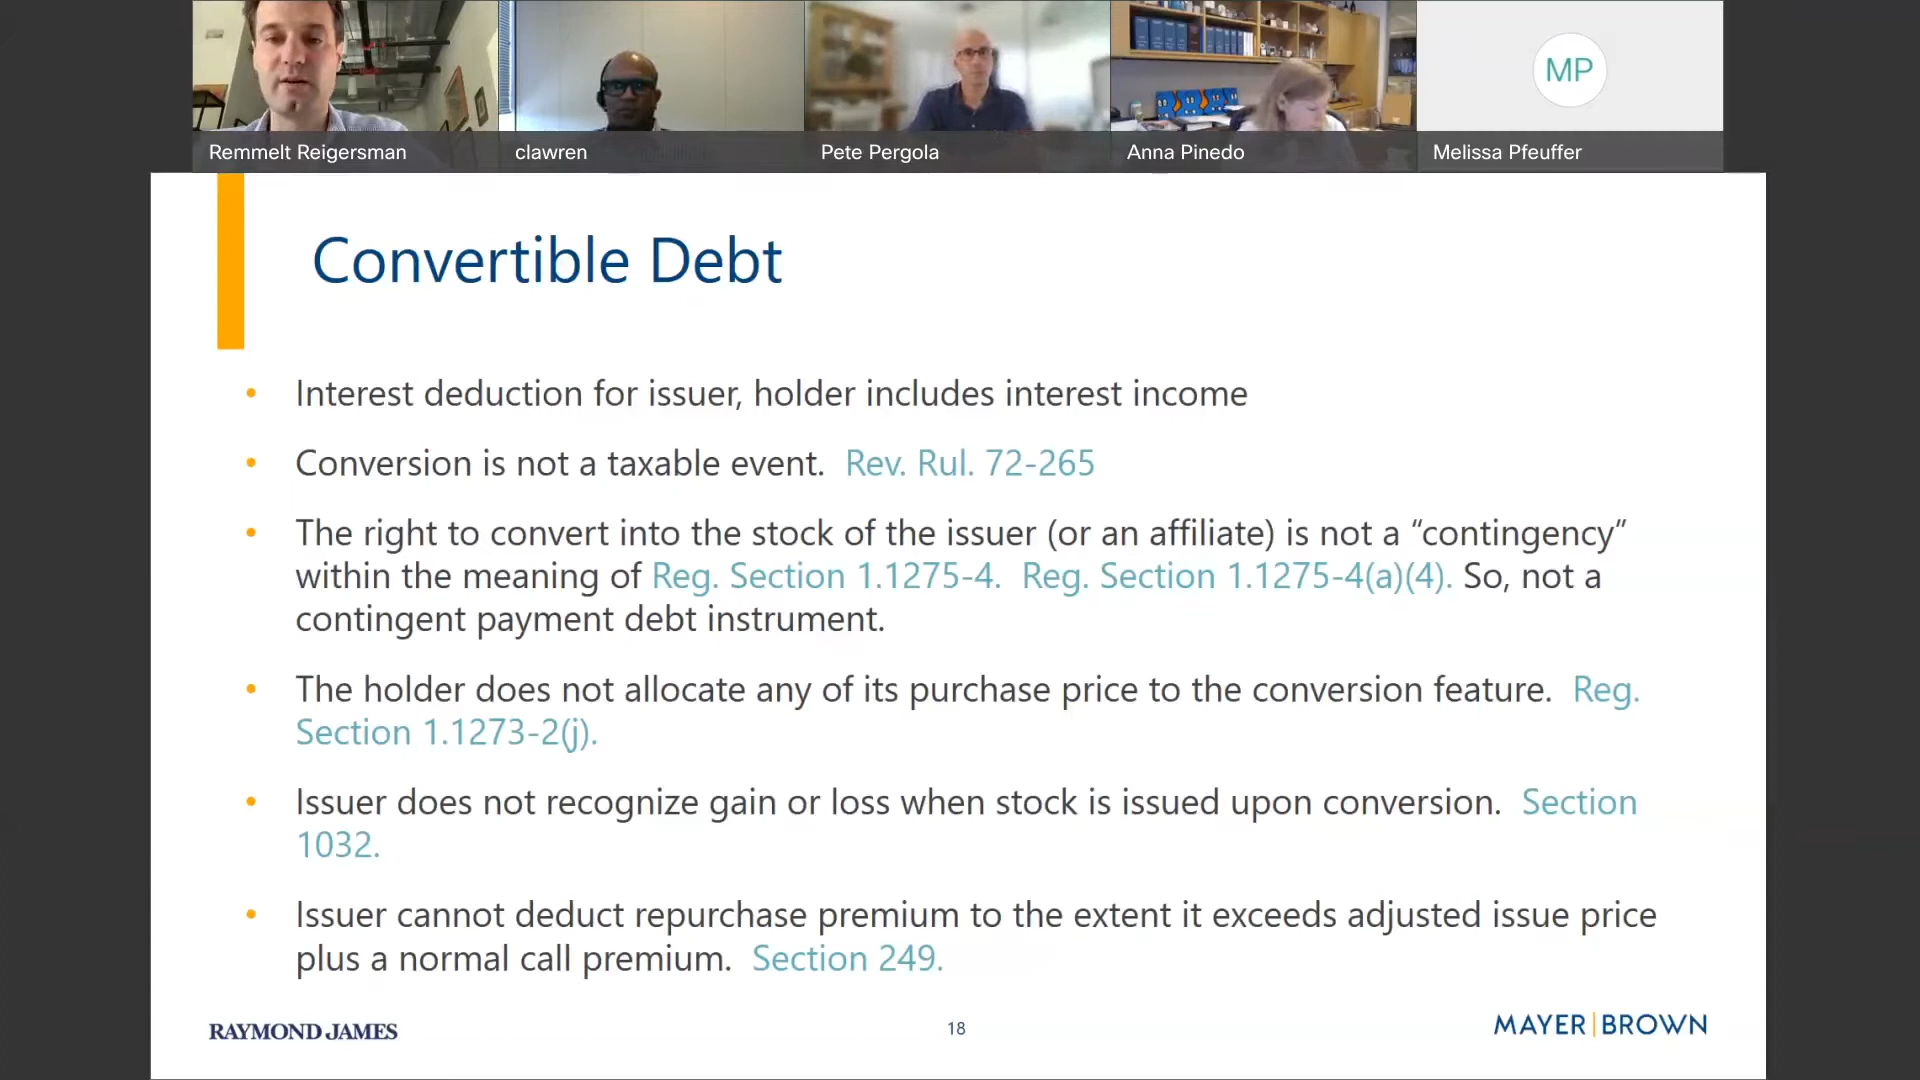 Remmelt Reigersman
clawren
Pete Pergola
Anna Pinedo
MP
Melissa Pfeuffer
Convertible Debt
• Interest deduction for issuer, holder includes interest income
• Conversion is not a taxable event. Rev. Rul. 72-265
• The right to convert into the stock of the issuer (or an affiliate) is not a “contingency”
within the meaning of Reg. Section 1.1275-4. Reg. Section 1.1275-4(a)(4). So, not a
contingent payment debt instrument.
• The holder does not allocate any of its purchase price to the conversion feature. Reg.
Section 1.1273-2(j).
• Issuer does not recognize gain or loss when stock is issued upon conversion. Section
1032.
• Issuer cannot deduct repurchase premium to the extent it exceeds adjusted issue price
plus a normal call premium. Section 249.
RAYMOND JAMES
18
MAYER | BROWN